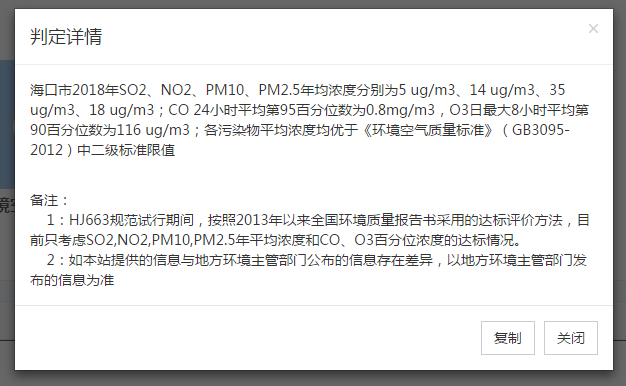 判定详情
×
海口市2018年SO2、NO2、PM10、PM2.5年均浓度分别为5 ug/m3、14 ug/m3、35
ug/m3、18 ug/m3；CO 24小时平均第95百分位数为0.8mg/m3，O3日最大8小时平均第
90百分位数为116 ug/m3；各污染物平均浓度均优于《环境空气质量标准》（GB3095-
2012）中二级标准限值
备注：
1：HJ663规范试行期间，按照2013年以来全国环境质量报告书采用的达标评价方法，目
前只考虑SO2,NO2,PM10,PM2.5年平均浓度和CO、O3百分位浓度的达标情况。
2：如本站提供的信息与地方环境主管部门公布的信息存在差异，以地方环境主管部门发
布的信息为准
复制
关闭